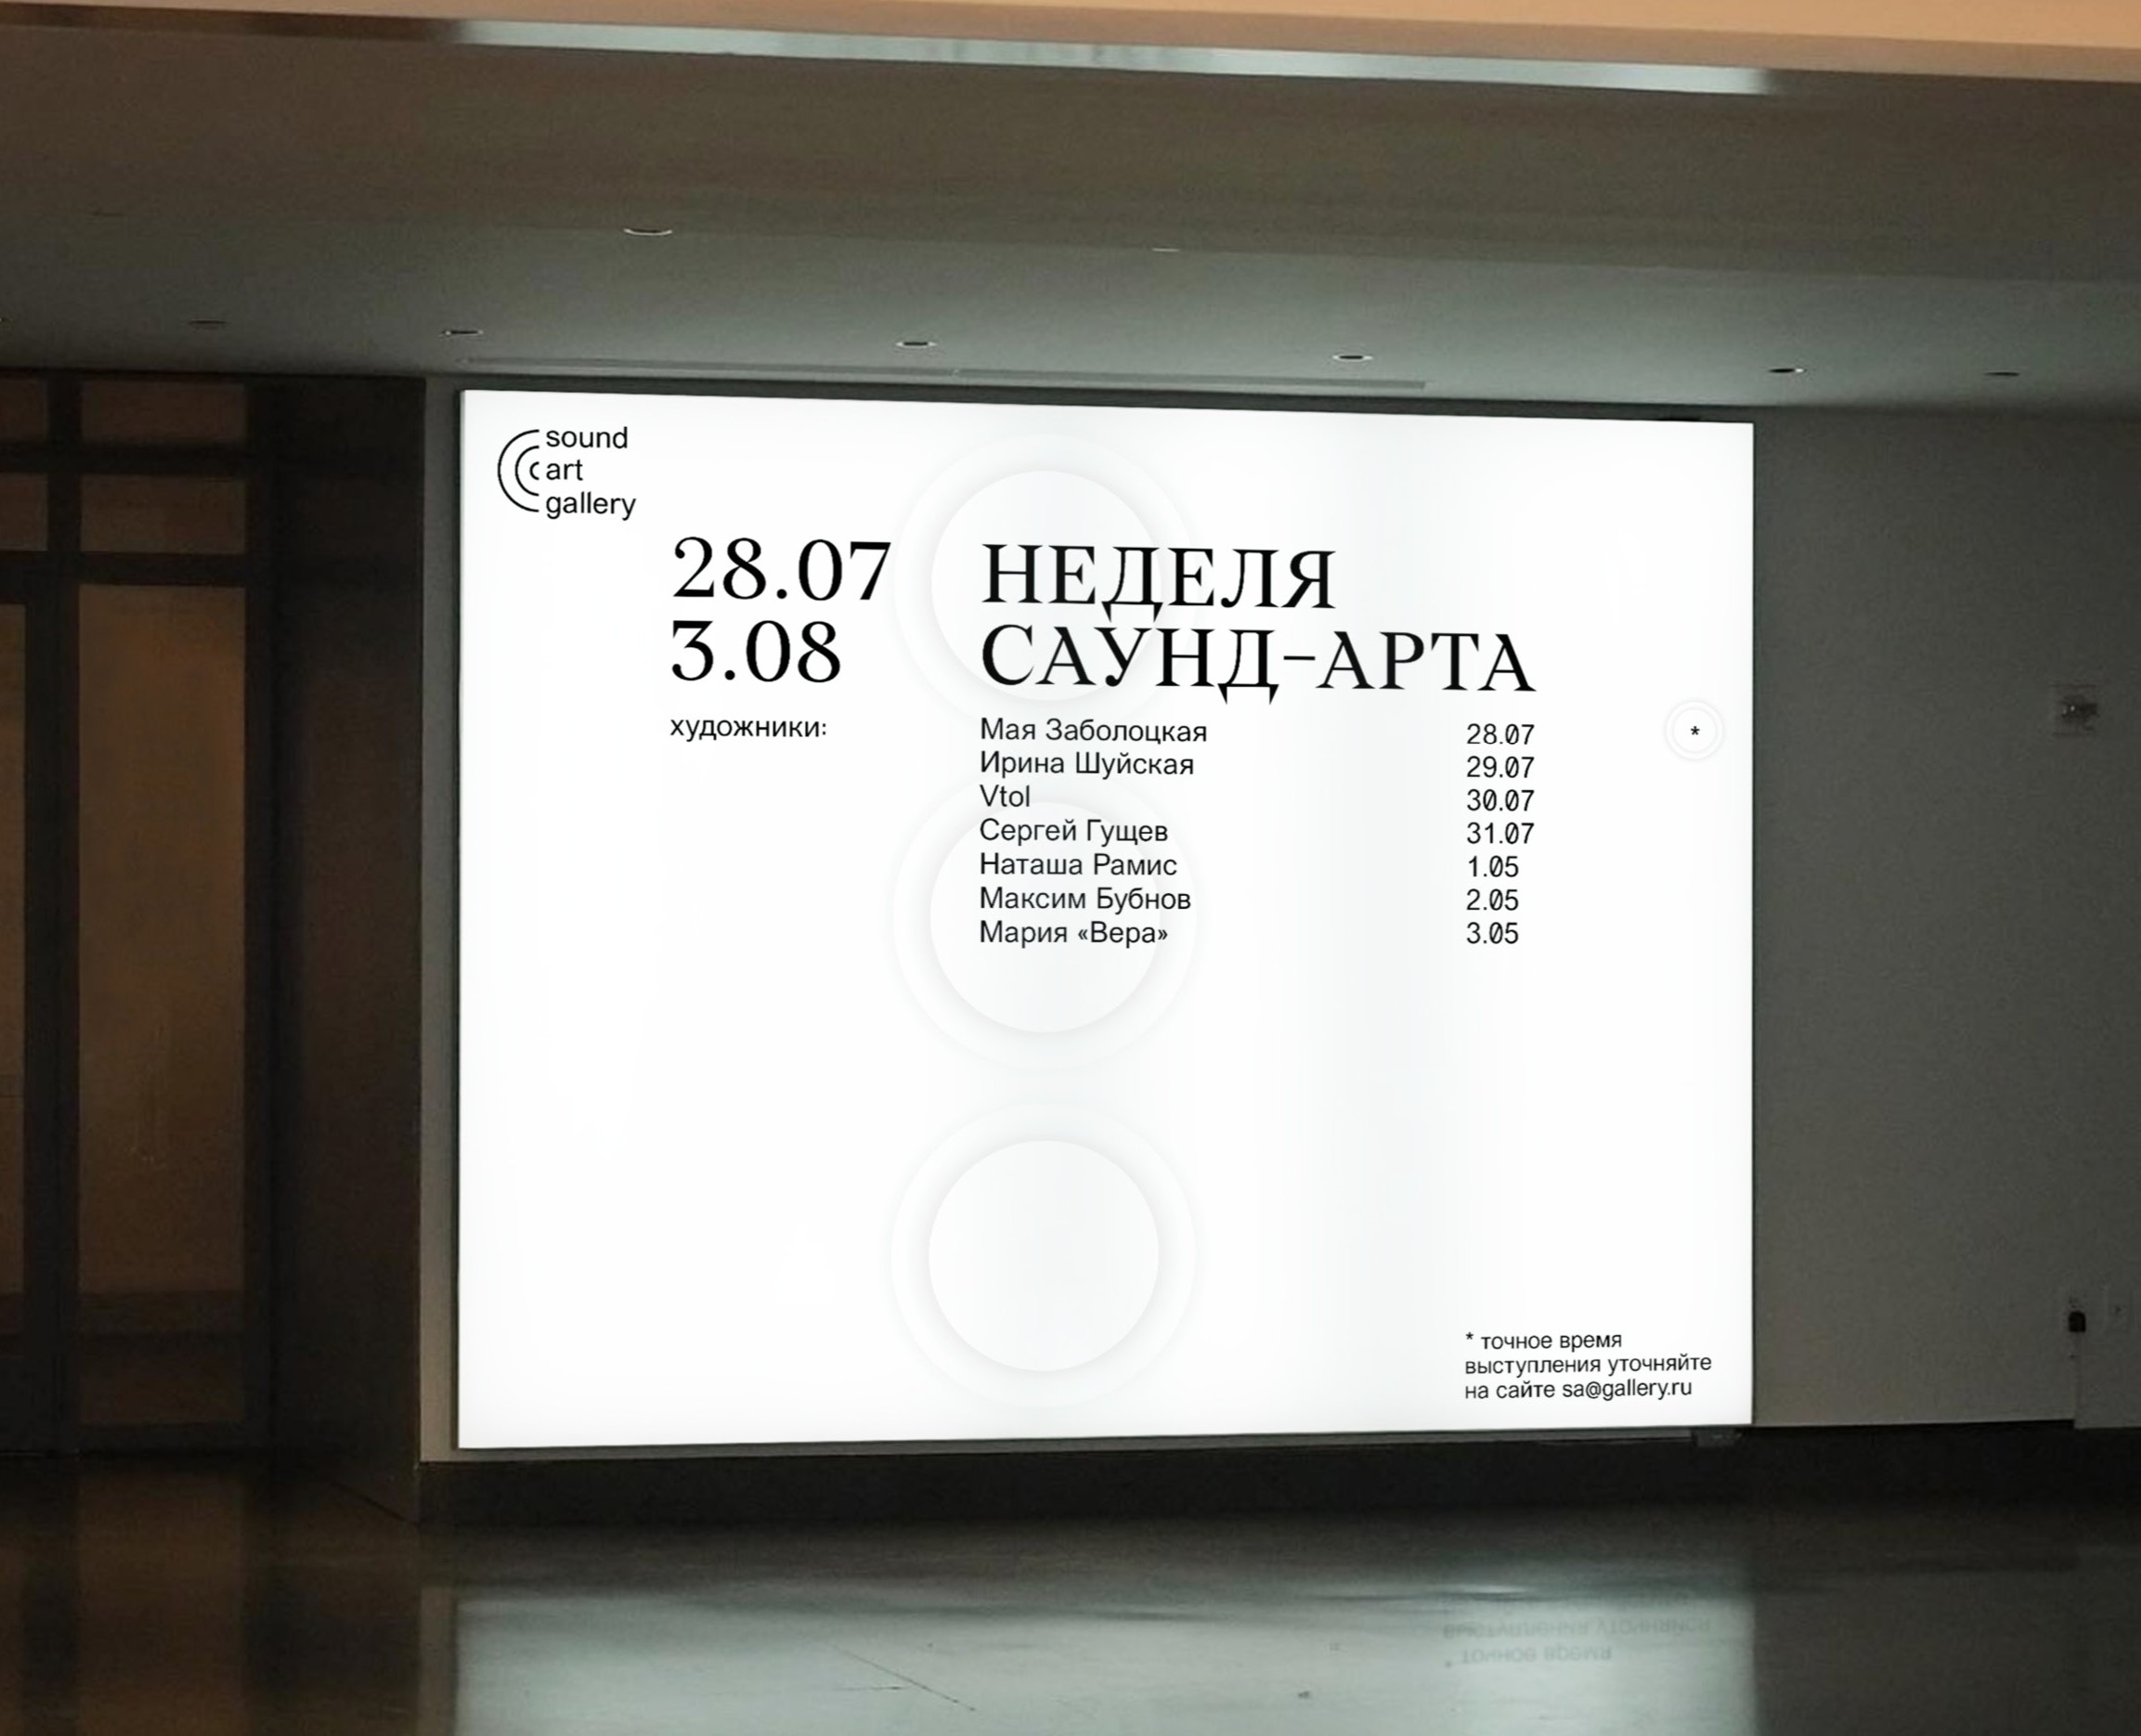 sound
art
gallery
28.07
3.08
НЕДЕЛЯ
САУНД-АРТА
художники:
Мая Заболоцкая 28.07 *
Ирина Шуйская 29.07
Vtol 30.07
Сергей Гущев 31.07
Наташа Рамис 1.05
Максим Бубнов 2.05
Мария «Вера» 3.05
* точное время
выступления уточняйте
на сайте sa@gallery.ru